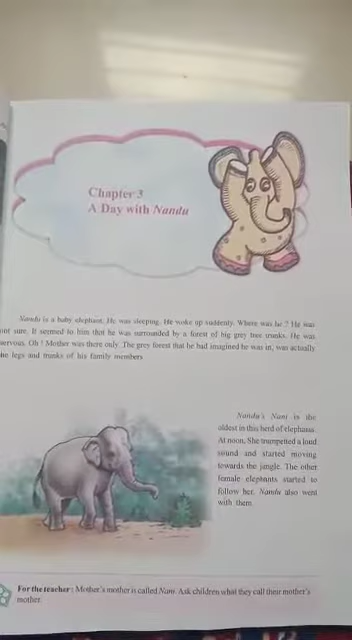 Chapter 3
A Day with Nandu
Nandu is a baby elephant. He was sleeping. He woke up suddenly. Where was he ? He was
not sure. It seemed to him that he was surrounded by a forest of big grey tree trunks. He was
nervous. Oh ! Mother was there only. The grey forest that he had imagined he was in, was actually
he legs and trunks of his family members
Nandu's Nani is the
oldest in this herd of elephants.
At noon, She trumpetted a loud
sound and started moving
towards the jungle. The other
female elephants started to
follow her. Nandu also went
with them.
For the teacher : Mother's mother is called Nani. Ask children what they call their mother's
mother.